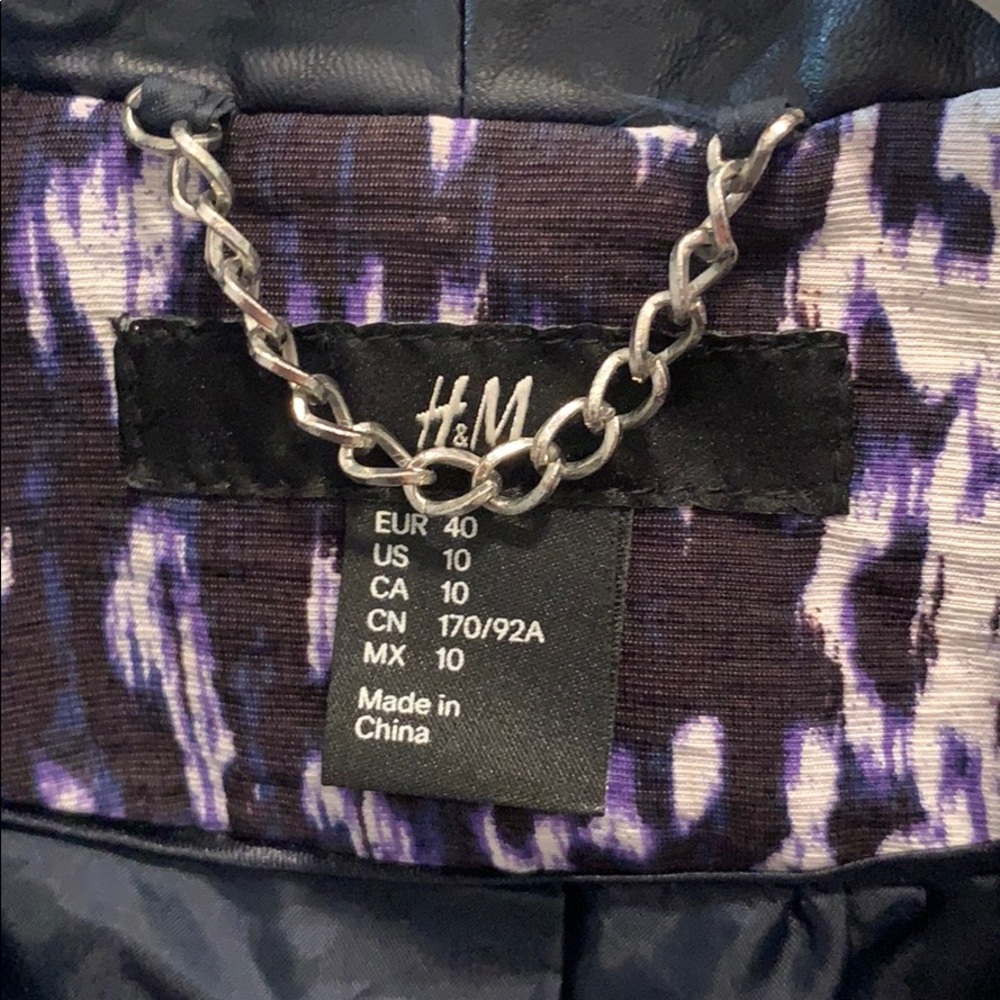 H&M
EUR 40
US 10
CA 10
CN 170/92A
MX 10
Made in
China